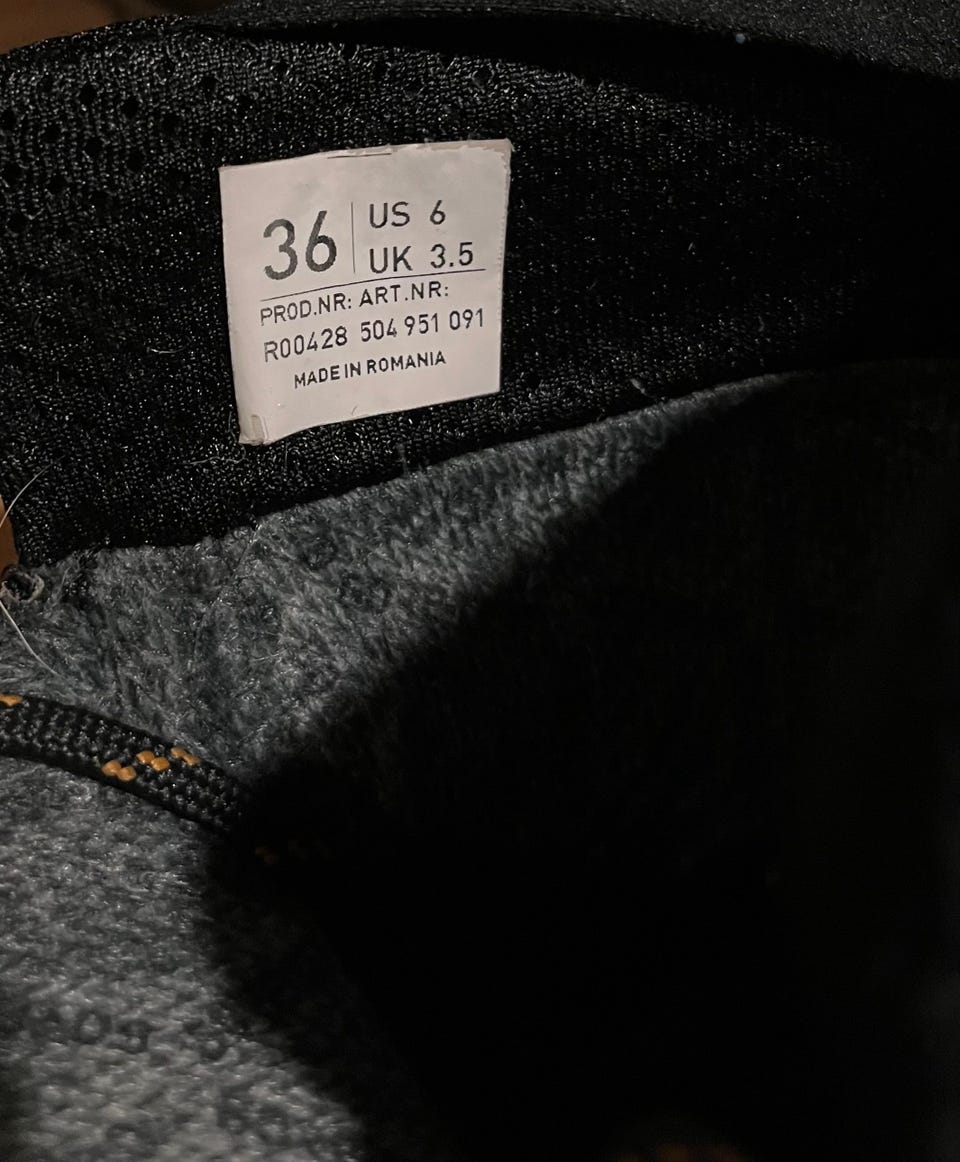 36
US 6
UK 3.5
PROD.NR: ART.NR:
R00428 504 951 091
MADE IN ROMANIA